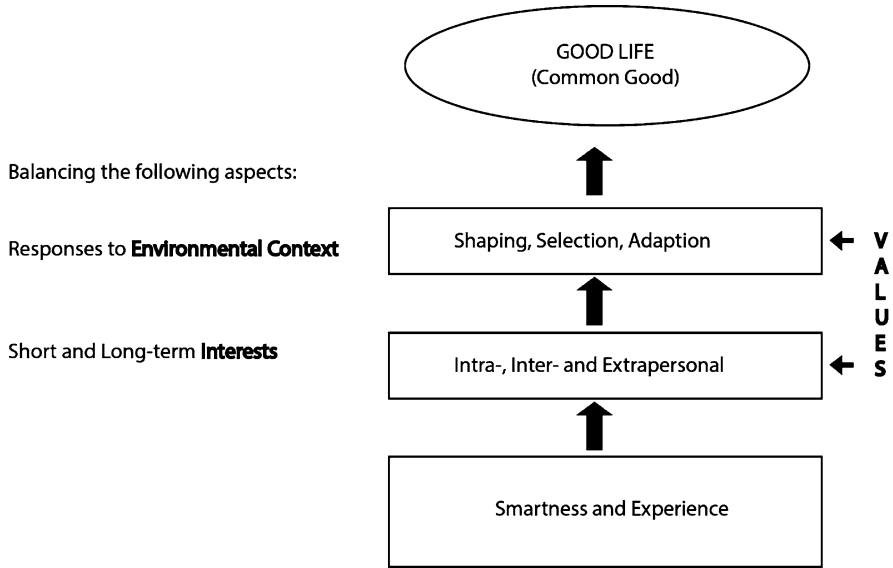 GOOD LIFE
(Common Good)
Balancing the following aspects:
Responses to Environmental Context
Shaping, Selection, Adaption
Short and Long-term Interests
Intra-, Inter- and Extrapersonal
Smartness and Experience
VALUES